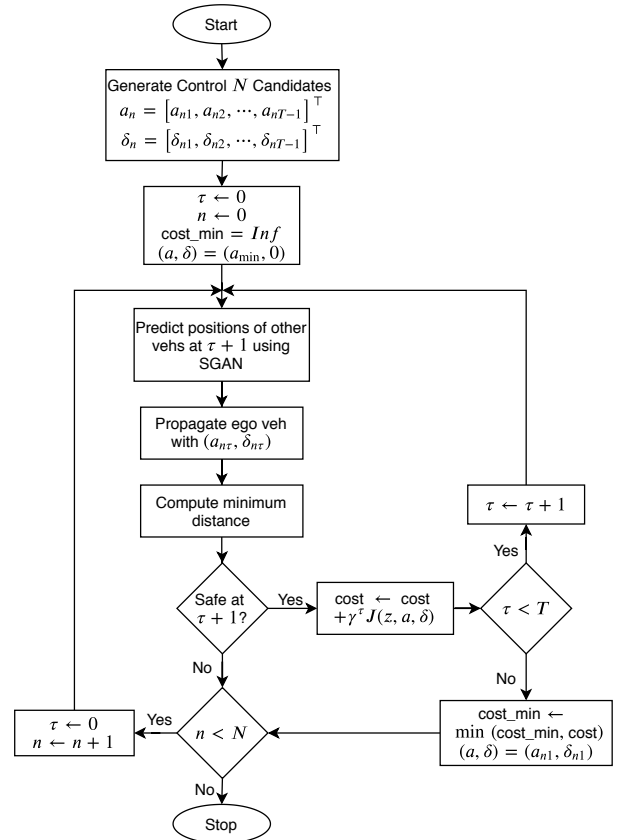 Start
Generate Control N Candidates
a_n = [a_{n1}, a_{n2}, ⋯, a_{nT−1}]^⊤
δ_n = [δ_{n1}, δ_{n2}, ⋯, δ_{nT−1}]^⊤
τ ← 0
n ← 0
cost_min = Inf
(a, δ) = (a_min, 0)
Predict positions of other
vehs at τ + 1 using
SGAN
Propagate ego veh
with (a_{nτ}, δ_{nτ})
Compute minimum
distance
τ ← τ + 1
Yes
Safe at
τ + 1?
Yes
cost ← cost
+γ^τ J(z, a, δ)
τ < T
No
No
cost_min ←
min (cost_min, cost)
(a, δ) = (a_{n1}, δ_{n1})
n < N
Yes
τ ← 0
n ← n + 1
No
Stop